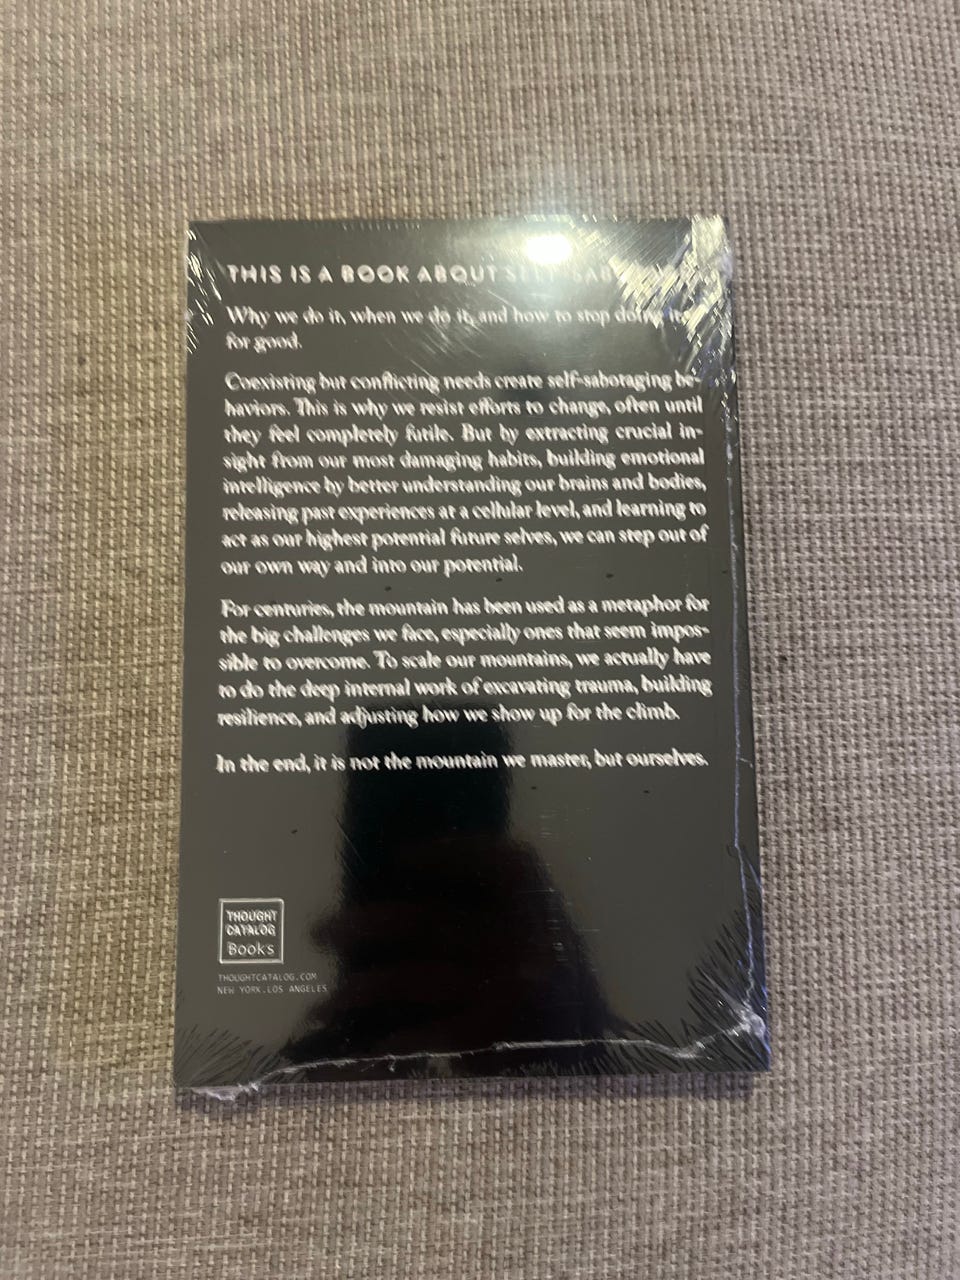 THIS IS A BOOK ABOUT SELF-SAB
Why we do it, when we do it, and how to stop doing it
for good.
Coexisting but conflicting needs create self-sabotaging be-
haviors. This is why we resist efforts to change, often until
they feel completely futile. But by extracting crucial in-
sight from our most damaging habits, building emotional
intelligence by better understanding our brains and bodies,
releasing past experiences at a cellular level, and learning to
act as our highest potential future selves, we can step out of
our own way and into our potential.
For centuries, the mountain has been used as a metaphor for
the big challenges we face, especially ones that seem impos-
sible to overcome. To scale our mountains, we actually have
to do the deep internal work of excavating trauma, building
resilience, and adjusting how we show up for the climb.
In the end, it is not the mountain we master, but ourselves.
THOUGHT
CATALOG
Books
THOUGHTCATALOG.COM
NEW YORK.LOS ANGELES